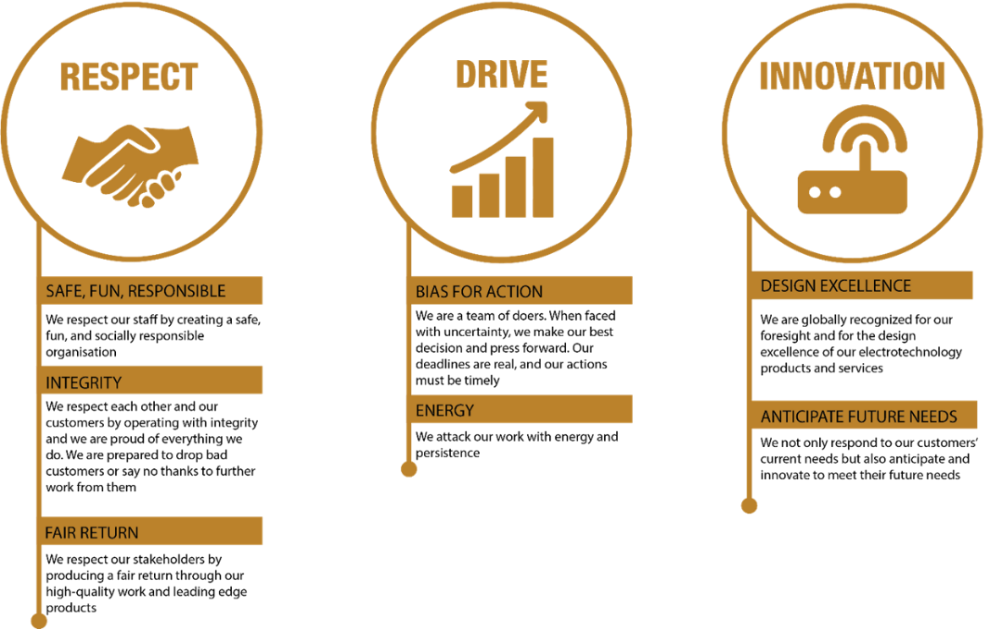 RESPECT
SAFE, FUN, RESPONSIBLE
We respect our staff by creating a safe,
fun, and socially responsible
organisation
INTEGRITY
We respect each other and our
customers by operating with integrity
and we are proud of everything we
do. We are prepared to drop bad
customers or say no thanks to further
work from them
FAIR RETURN
We respect our stakeholders by
producing a fair return through our
high-quality work and leading edge
products
DRIVE
BIAS FOR ACTION
We are a team of doers. When faced
with uncertainty, we make our best
decision and press forward. Our
deadlines are real, and our actions
must be timely
ENERGY
We attack our work with energy and
persistence
INNOVATION
DESIGN EXCELLENCE
We are globally recognized for our
foresight and for the design
excellence of our electrotechnology
products and services
ANTICIPATE FUTURE NEEDS
We not only respond to our customers'
current needs but also anticipate and
innovate to meet their future needs